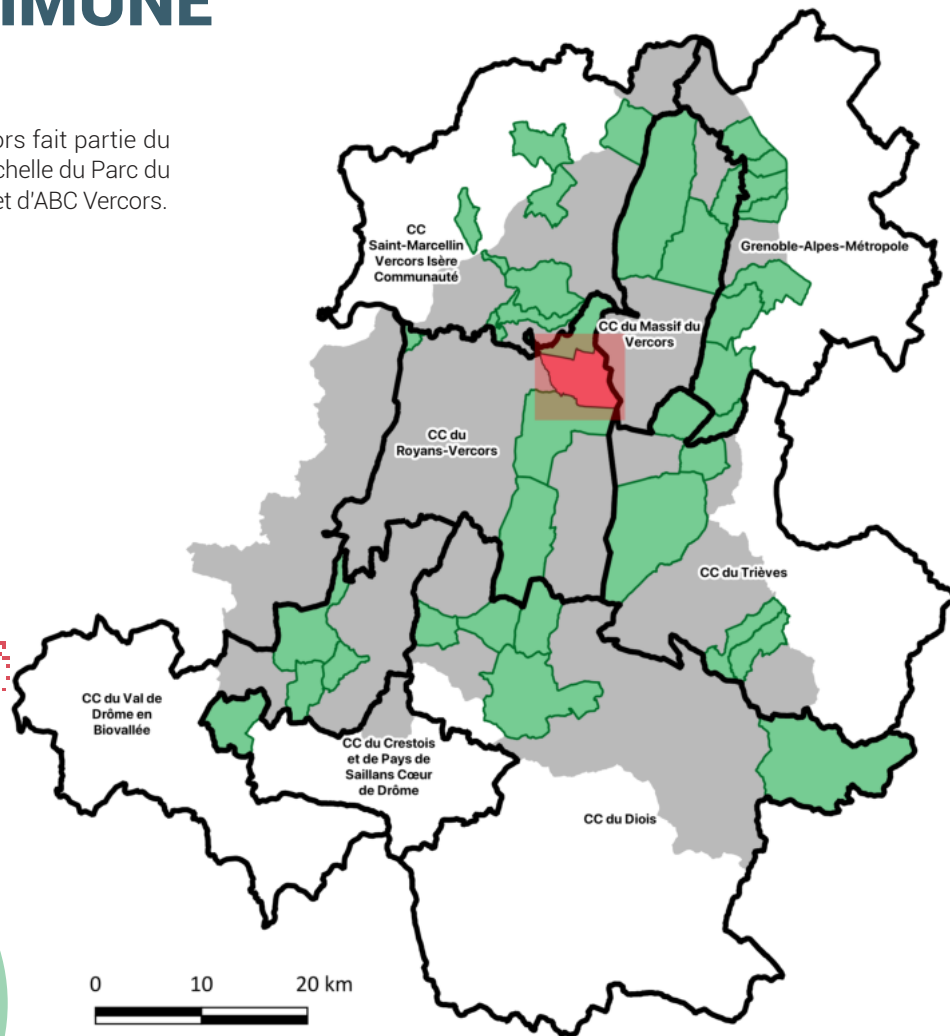 MUNE
rs fait partie du
chelle du Parc du
et d'ABC Vercors.
CC
Saint-Marcellin
Vercors Isère
Communauté
Grenoble-Alpes-Métropole
CC du Massif du
Vercors
CC du
Royans-Vercors
CC du Trièves
CC du Val de
Drôme en
Biovallée
CC du Crestois
et de Pays de
Saillans Cœur
de Drôme
CC du Diois
0 10 20 km